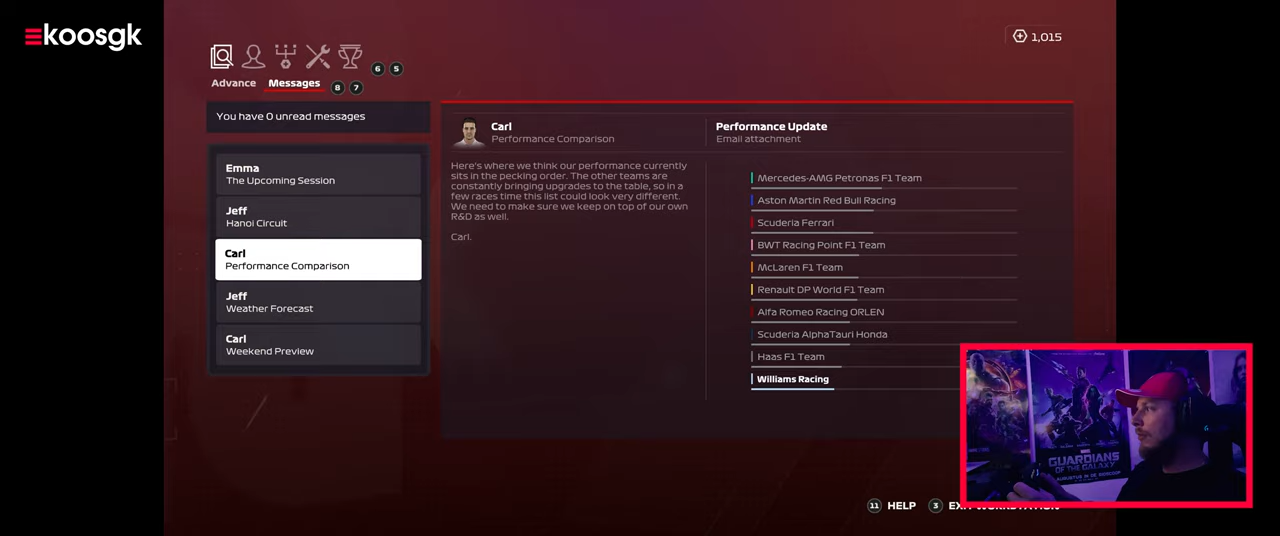 koosgk
1,015
6 5
Advance Messages 8 7
You have 0 unread messages
Emma
The Upcoming Session
Jeff
Hanoi Circuit
Carl
Performance Comparison
Jeff
Weather Forecast
Carl
Weekend Preview
Carl
Performance Comparison
Here's where we think our performance currently
sits in the pecking order. The other teams are
constantly bringing upgrades to the table, so in a
few races time this list could look very different.
We need to make sure we keep on top of our own
R&D as well.
Carl.
Performance Update
Email attachment
Mercedes-AMG Petronas F1 Team
Aston Martin Red Bull Racing
Scuderia Ferrari
BWT Racing Point F1 Team
McLaren F1 Team
Renault DP World F1 Team
Alfa Romeo Racing ORLEN
Scuderia AlphaTauri Honda
Haas F1 Team
Williams Racing
GUARDIANS
OF THE GALAXY
11 HELP 3